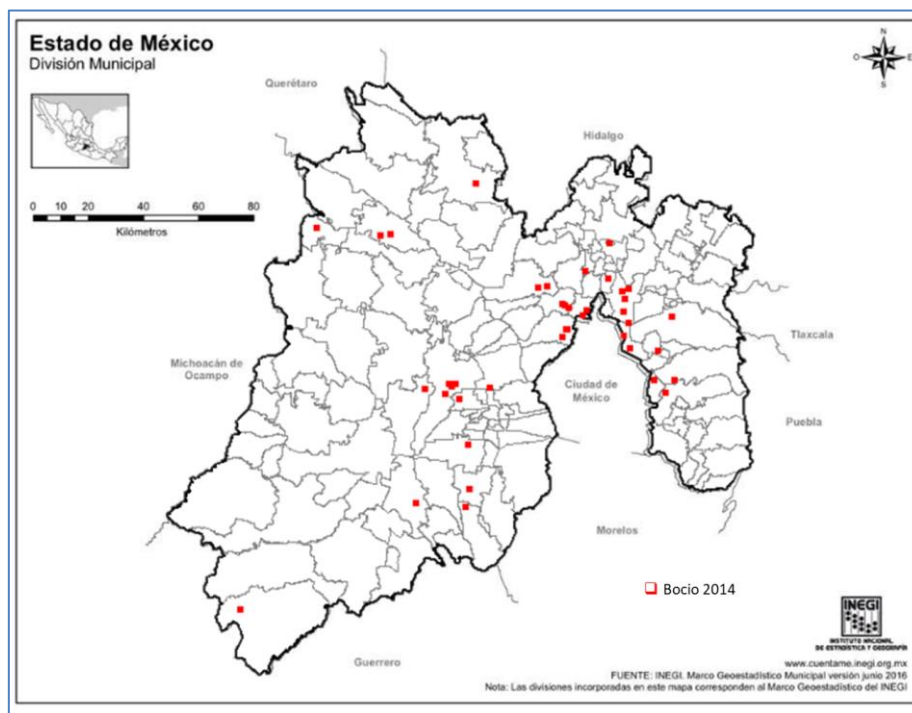 Estado de México
División Municipal
N
O
E
S
Querétaro
Hidalgo
0 10 20 40 60 80
Kilómetros
Tlaxcala
Michoacán de
Ocampo
Ciudad de
México
Puebla
Morelos
Bocio 2014
Guerrero
INEGI
INSTITUTO NACIONAL
DE ESTADÍSTICA Y GEOGRAFÍA
www.cuentame.inegi.org.mx
FUENTE: INEGI. Marco Geoestadístico Municipal versión junio 2016
Nota: Las divisiones incorporadas en este mapa corresponden al Marco Geoestadístico del INEGI